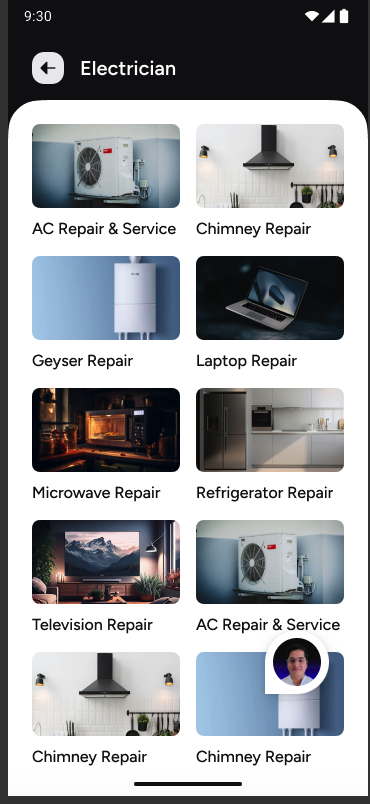 9:30
Electrician
AC Repair & Service
Chimney Repair
Geyser Repair
Laptop Repair
Microwave Repair
Refrigerator Repair
Television Repair
AC Repair & Service
Chimney Repair
Chimney Repair